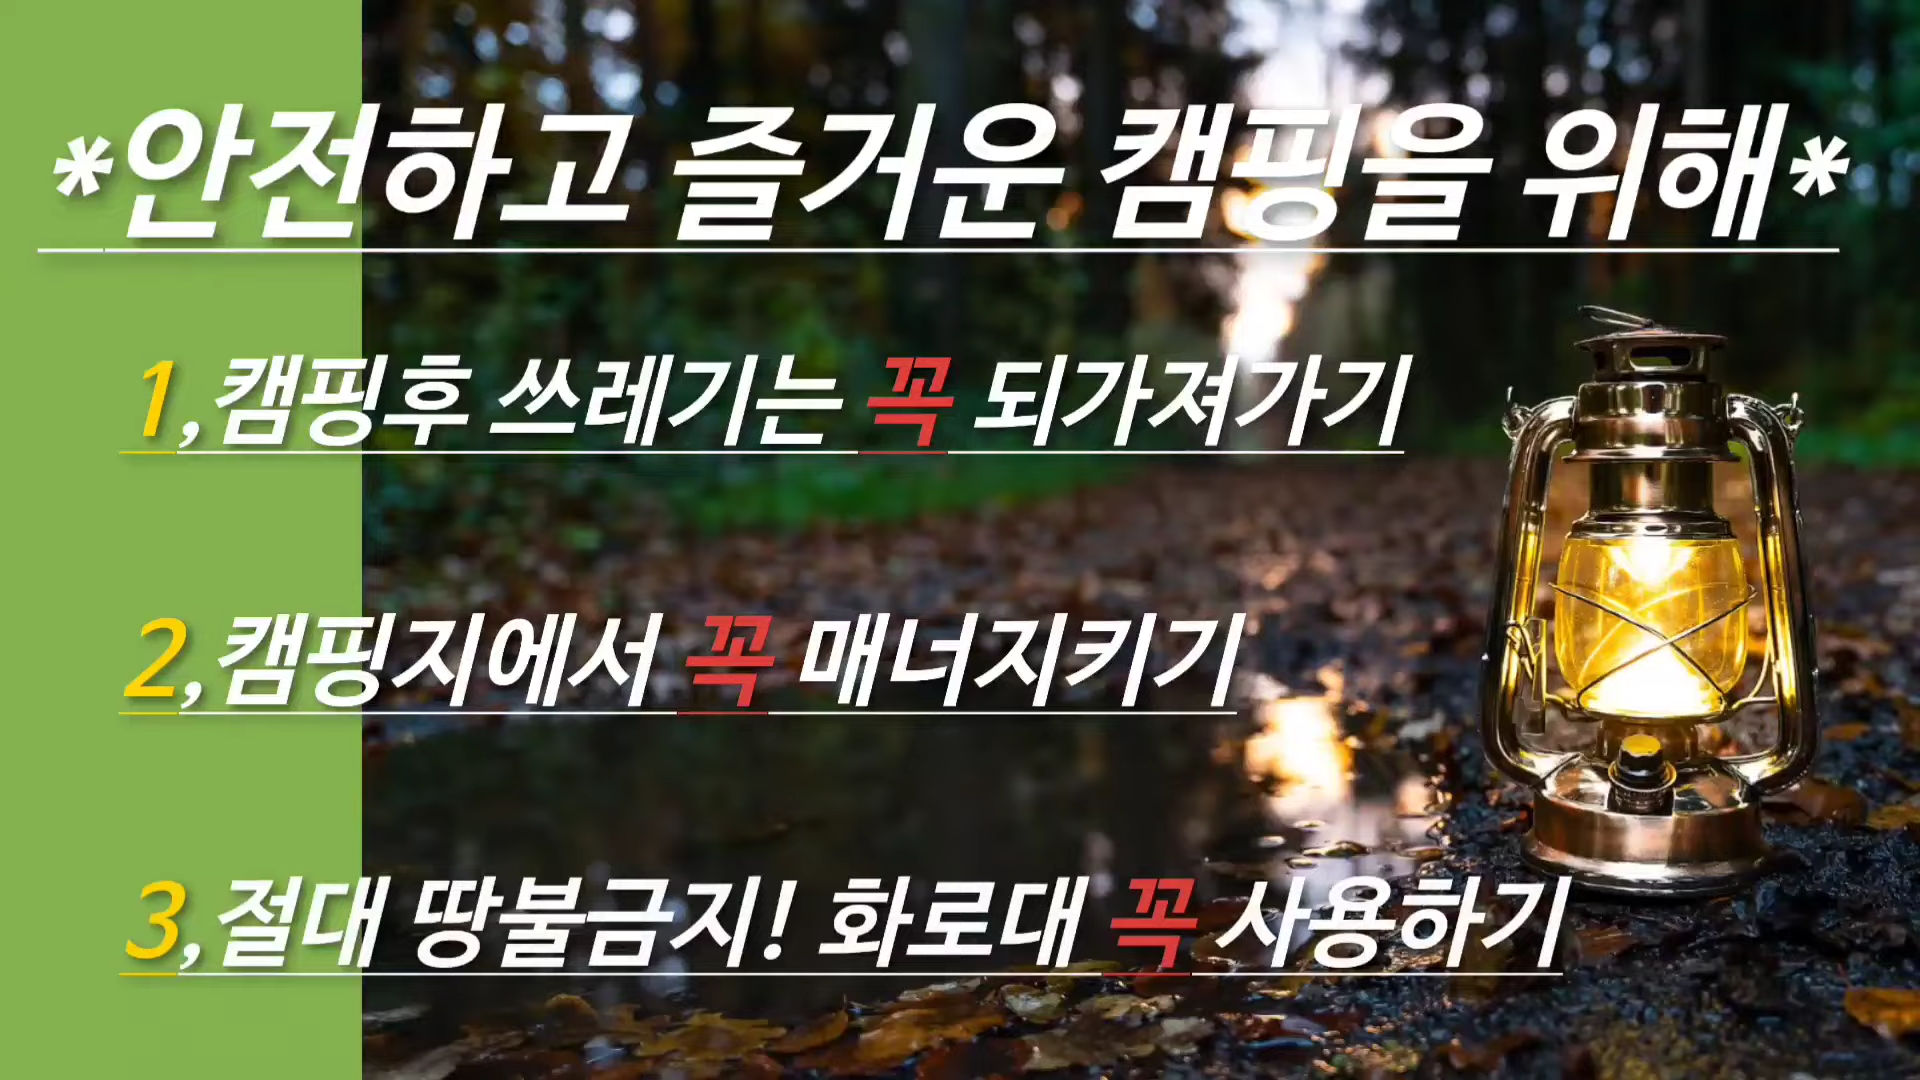 *안전하고 즐거운 캠핑을 위해*
1,캠핑후 쓰레기는 꼭 되가져가기
2,캠핑지에서 꼭 매너지키기
3,절대 땅불금지! 화로대 꼭 사용하기